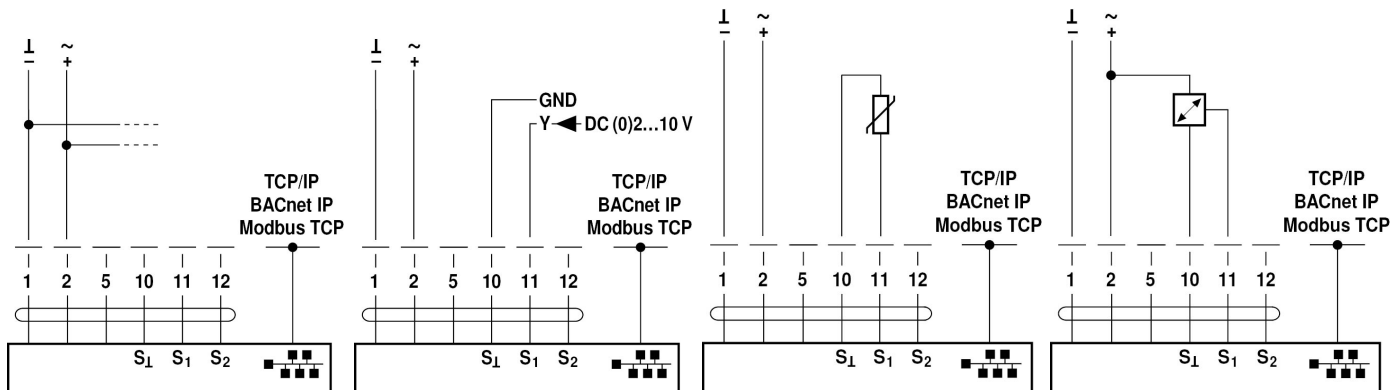 ⊥ ~
– +
TCP/IP
BACnet IP
Modbus TCP
1 2 5 10 11 12
S⊥ S1 S2
⊥ ~
– +
GND
Y DC (0)2...10 V
TCP/IP
BACnet IP
Modbus TCP
1 2 5 10 11 12
S⊥ S1 S2
⊥ ~
– +
TCP/IP
BACnet IP
Modbus TCP
1 2 5 10 11 12
S⊥ S1 S2
⊥ ~
– +
TCP/IP
BACnet IP
Modbus TCP
1 2 5 10 11 12
S⊥ S1 S2